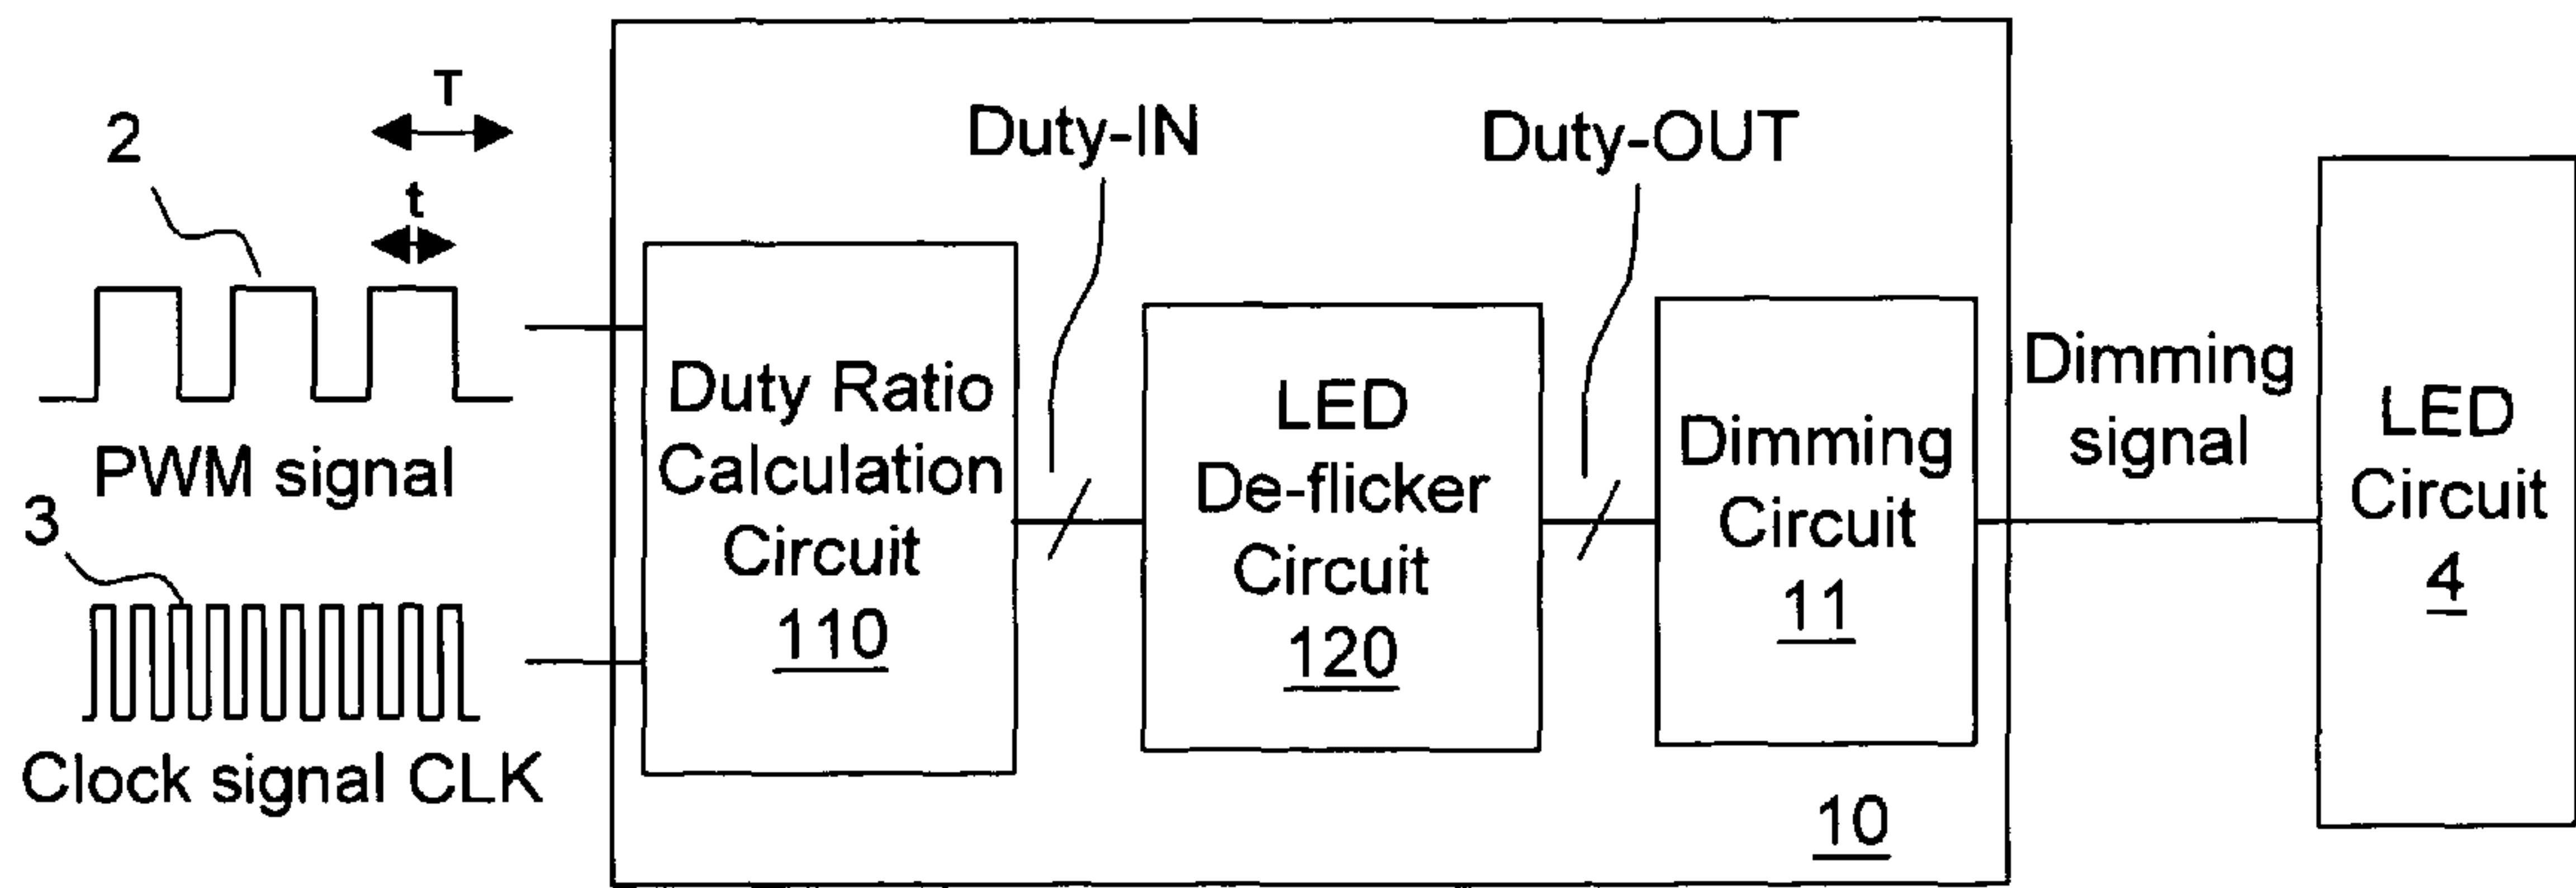 T
2
t
PWM signal
3
Clock signal CLK
Duty-IN
Duty-OUT
Duty Ratio
Calculation
Circuit
110
LED
De-flicker
Circuit
120
Dimming
Circuit
11
10
Dimming
signal
LED
Circuit
4